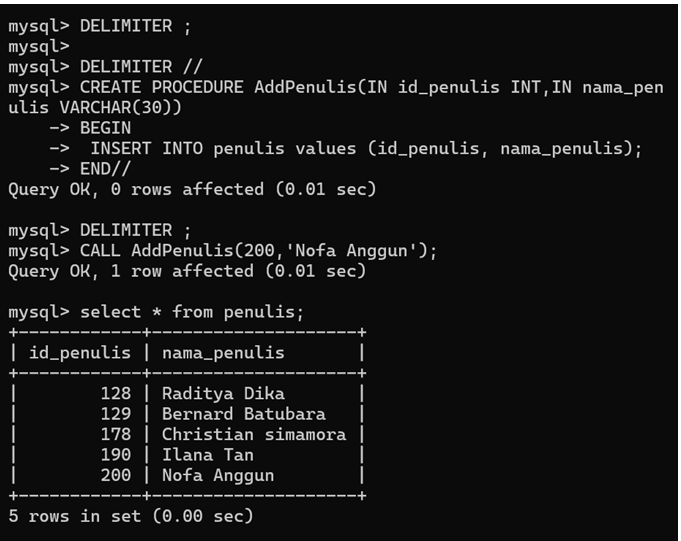 mysql> DELIMITER ;
mysql>
mysql> DELIMITER //
mysql> CREATE PROCEDURE AddPenulis(IN id_penulis INT,IN nama_pen
ulis VARCHAR(30))
    -> BEGIN
    ->  INSERT INTO penulis values (id_penulis, nama_penulis);
    -> END//
Query OK, 0 rows affected (0.01 sec)

mysql> DELIMITER ;
mysql> CALL AddPenulis(200,'Nofa Anggun');
Query OK, 1 row affected (0.01 sec)

mysql> select * from penulis;
+------------+--------------------+
| id_penulis | nama_penulis       |
+------------+--------------------+
|        128 | Raditya Dika       |
|        129 | Bernard Batubara   |
|        178 | Christian simamora |
|        190 | Ilana Tan          |
|        200 | Nofa Anggun        |
+------------+--------------------+
5 rows in set (0.00 sec)